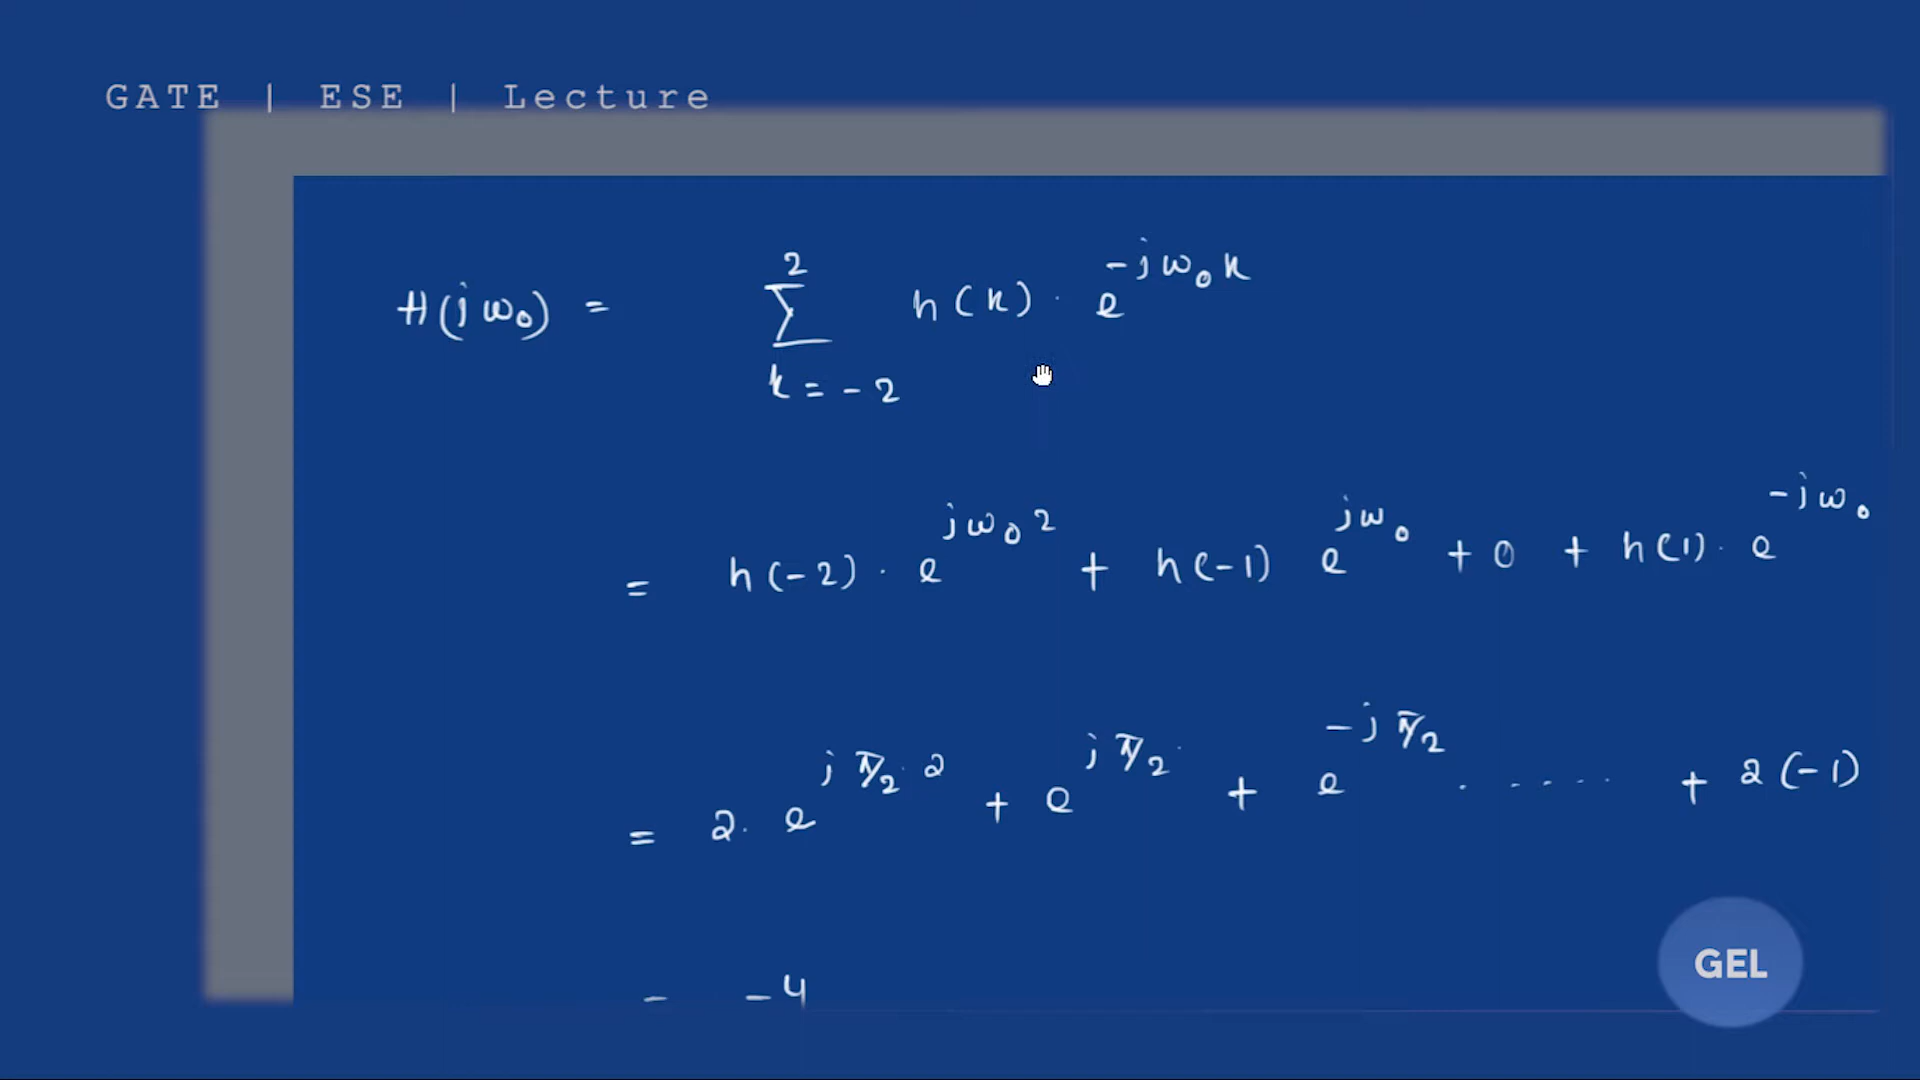 GATE | ESE | Lecture
H(jω₀) = ∑_{k=-2}^{2} h(k) · e^{-jω₀k}
= h(-2) · e^{jω₀2} + h(-1) e^{jω₀} + 0 + h(1) · e^{-jω₀}
= 2 · e^{jπ/2·2} + e^{jπ/2} + e^{-jπ/2} ...... + 2(-1)
= -4
GEL